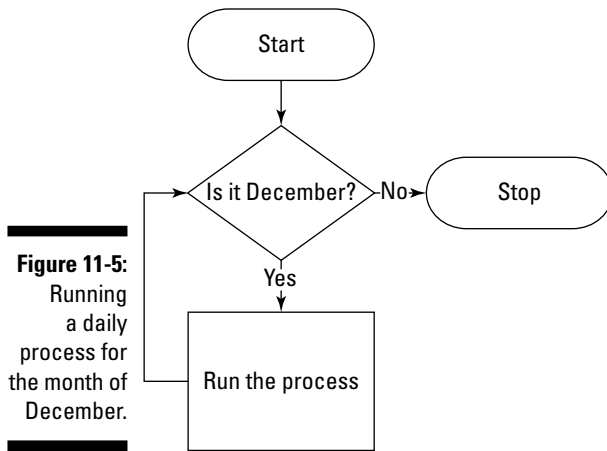 Start
Is it December?
No
Stop
Yes
Run the process
Figure 11-5:
Running
a daily
process for
the month of
December.